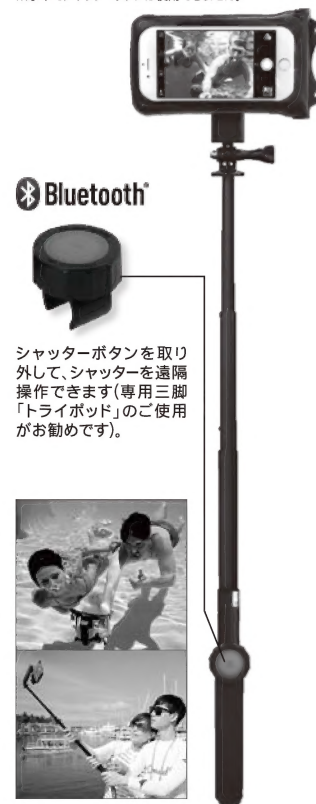 Bluetooth®
シャッターボタンを取り
外して、シャッターを遠隔
操作できます(専用三脚
「トライポッド」のご使用
がお勧めです)。